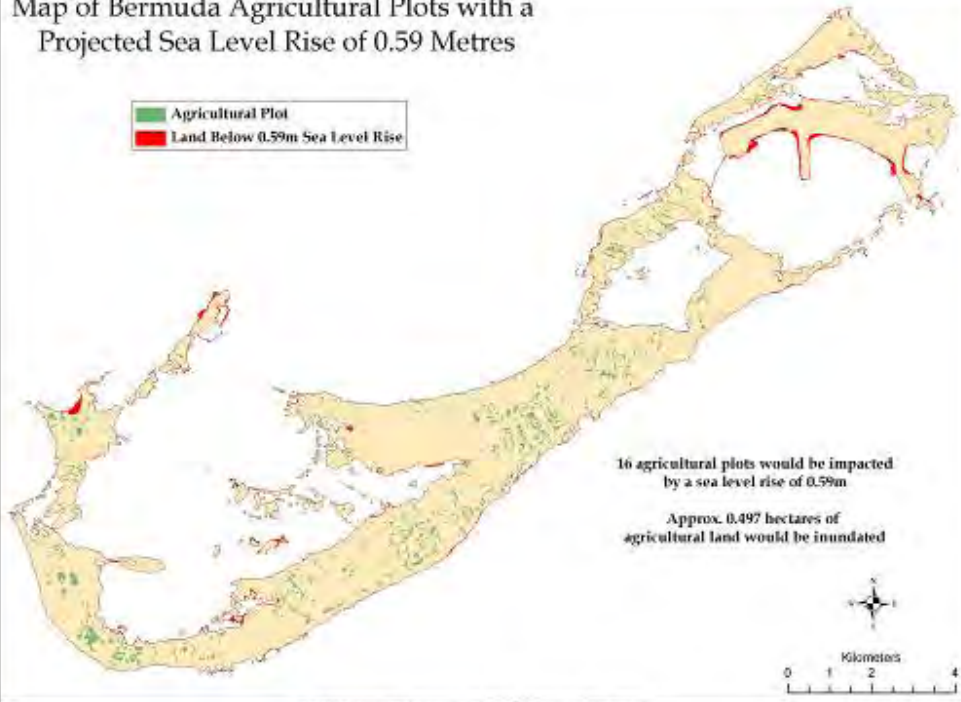 Map of Bermuda Agricultural Plots with a
Projected Sea Level Rise of 0.59 Metres
Agricultural Plot
Land Below 0.59m Sea Level Rise
16 agricultural plots would be impacted
by a sea level rise of 0.59m
Approx. 0.497 hectares of
agricultural land would be inundated
N
Kilometers
0 1 2 4